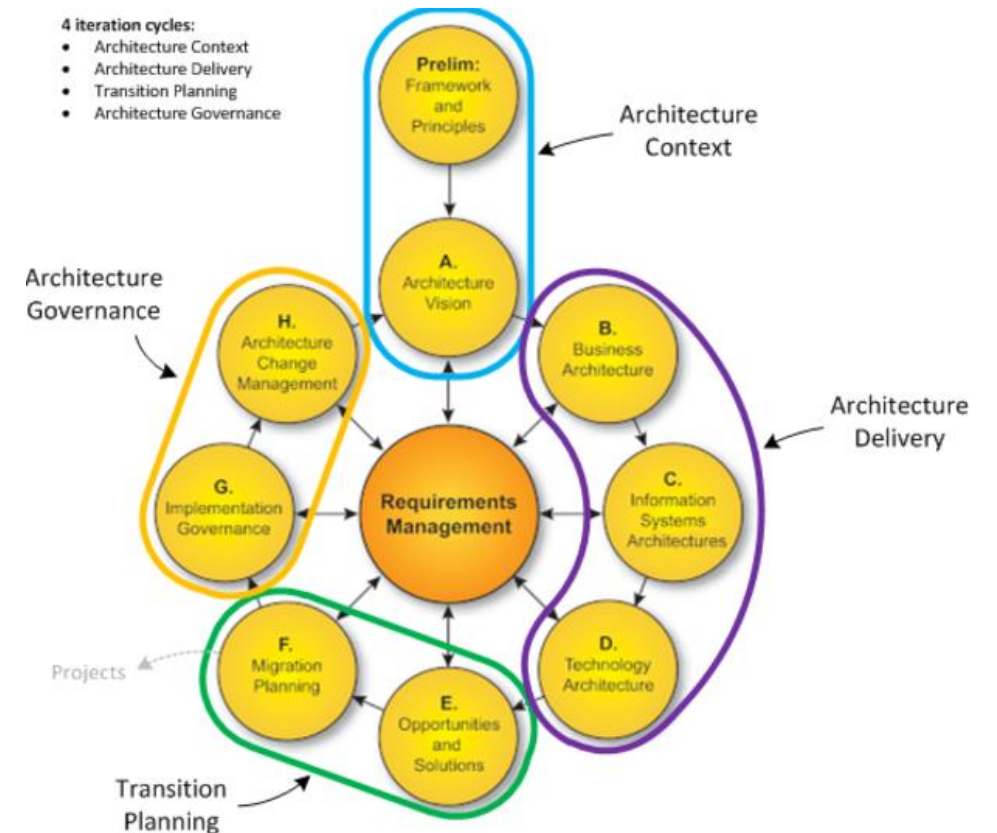 4 iteration cycles:
• Architecture Context
• Architecture Delivery
• Transition Planning
• Architecture Governance
Prelim:
Framework
and
Principles
Architecture
Context
A.
Architecture
Vision
Architecture
Governance
H.
Architecture
Change
Management
B.
Business
Architecture
Architecture
Delivery
G.
Implementation
Governance
Requirements
Management
C.
Information
Systems
Architectures
F.
Migration
Planning
D.
Technology
Architecture
Projects
E.
Opportunities
and
Solutions
Transition
Planning